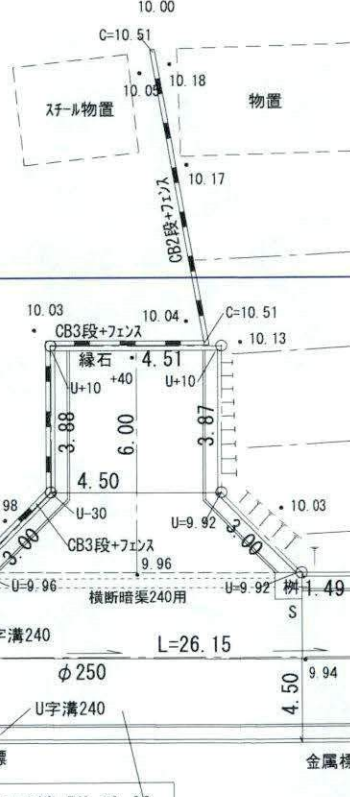 10.00
C=10.51
10.18
10.05
スチール物置
物置
10.17
CB2段+フェンス
10.03
CB3段+フェンス
10.04
C=10.51
10.13
縁石
4.51
U+10
+40
U+10
3.88
6.00
3.87
4.50
U-30
U=9.92
3.00
10.03
98
3.00
CB3段+フェンス
9.96
U=9.96
U=9.92
横断暗渠240用
桝
1.49
S
字溝240
L=26.15
φ250
9.94
4.50
U字溝240
標
金属標